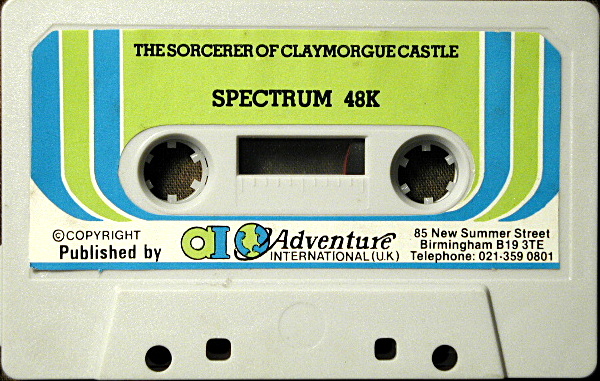 THE SORCERER OF CLAYMORGUE CASTLE
SPECTRUM 48K
©COPYRIGHT
Published by
AI Adventure
INTERNATIONAL (U.K)
85 New Summer Street
Birmingham B19 3TE
Telephone: 021-359 0801